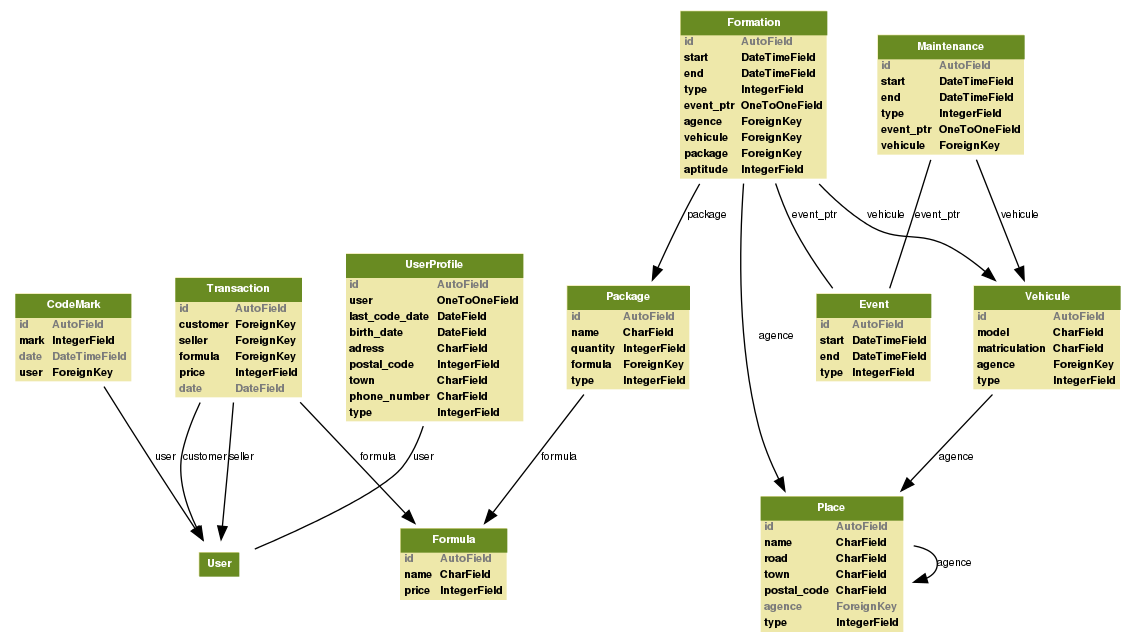 Formation
id AutoField
start DateTimeField
end DateTimeField
type IntegerField
event_ptr OneToOneField
agence ForeignKey
vehicule ForeignKey
package ForeignKey
aptitude IntegerField
Maintenance
id AutoField
start DateTimeField
end DateTimeField
type IntegerField
event_ptr OneToOneField
vehicule ForeignKey
package
event_ptr
vehicule
event_ptr
vehicule
CodeMark
id AutoField
mark IntegerField
date DateTimeField
user ForeignKey
Transaction
id AutoField
customer ForeignKey
seller ForeignKey
formula ForeignKey
price IntegerField
date DateField
UserProfile
id AutoField
user OneToOneField
last_code_date DateField
birth_date DateField
adress CharField
postal_code IntegerField
town CharField
phone_number CharField
type IntegerField
Package
id AutoField
name CharField
quantity IntegerField
formula ForeignKey
type IntegerField
agence
Event
id AutoField
start DateTimeField
end DateTimeField
type IntegerField
Vehicule
id AutoField
model CharField
matriculation CharField
agence ForeignKey
type IntegerField
user
customer
seller
formula
user
formula
agence
User
Formula
id AutoField
name CharField
price IntegerField
Place
id AutoField
name CharField
road CharField
town CharField
postal_code CharField
agence ForeignKey
type IntegerField
agence